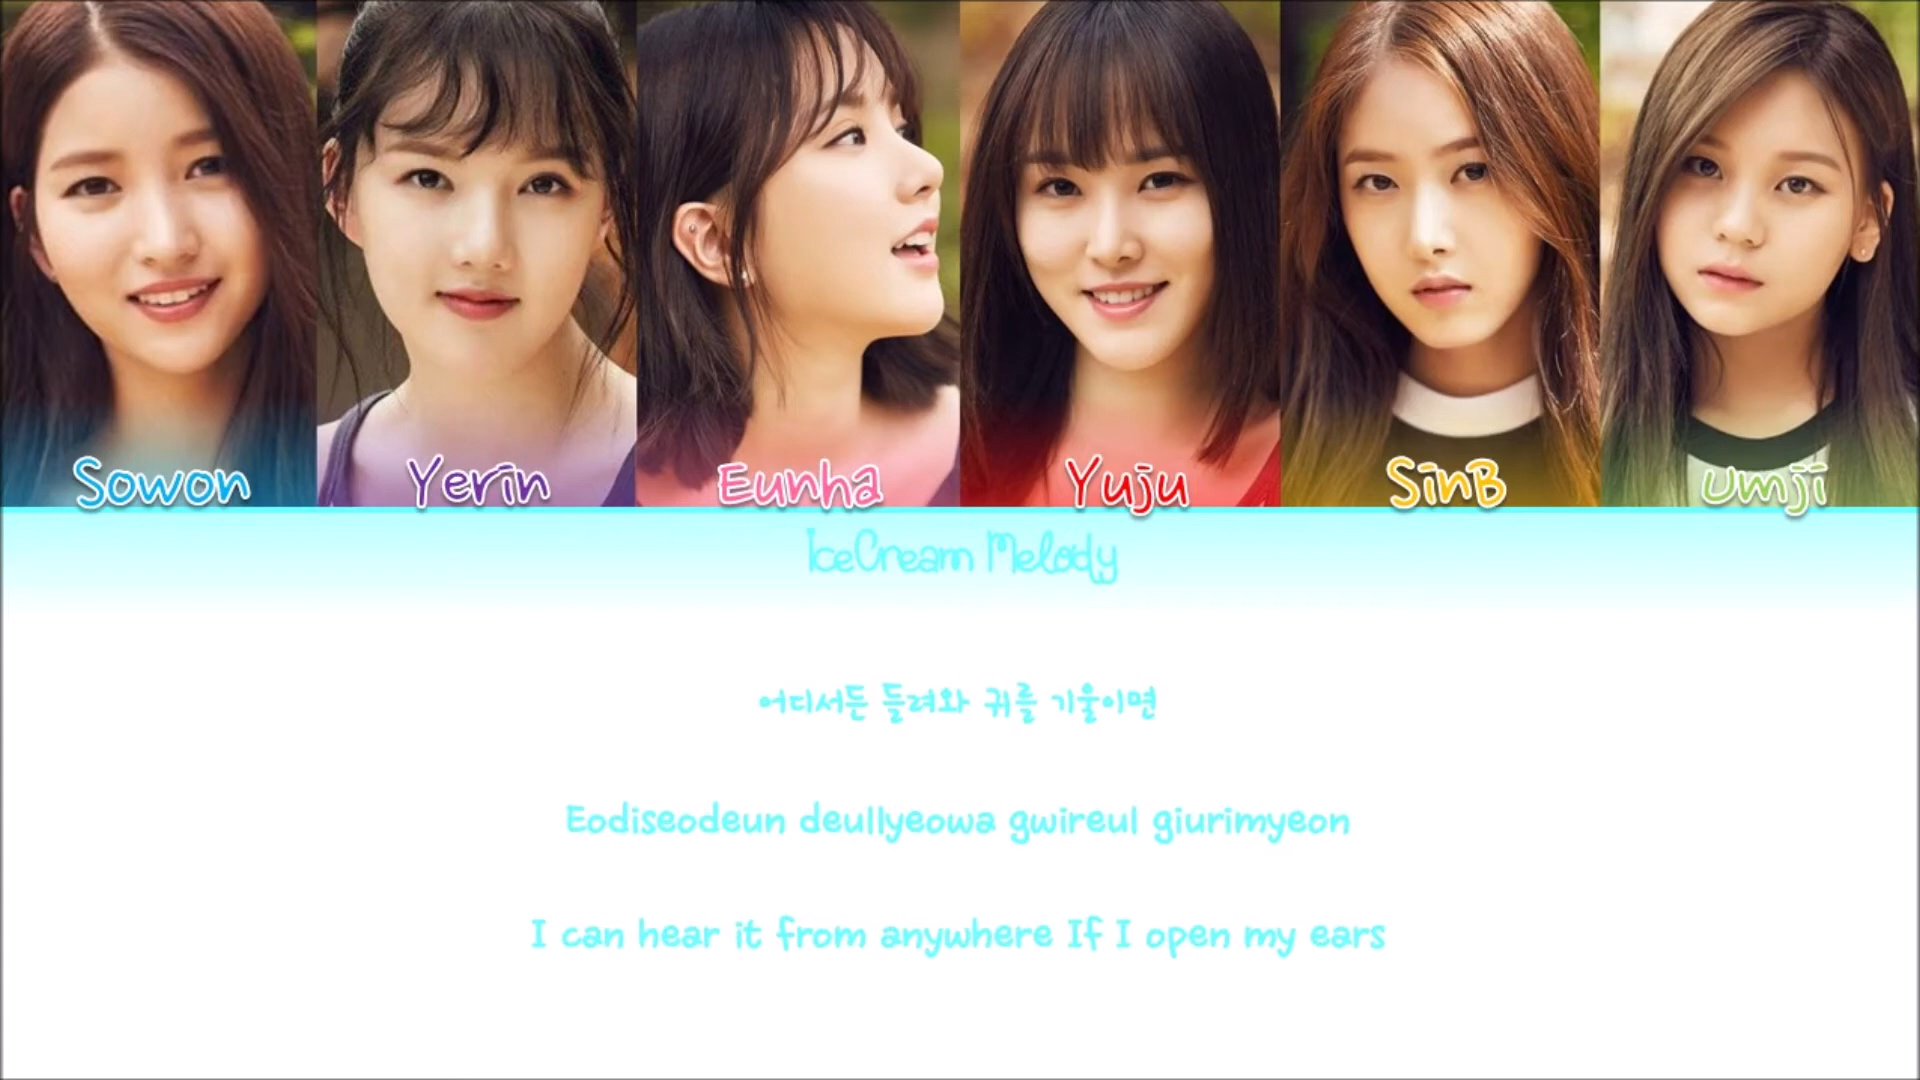 Sowon Yerin Eunha Yuju SinB Umji
IceCream Melody
어디서든 들려와 귀를 기울이면
Eodiseodeun deullyeowa gwireul giurimyeon
I can hear it from anywhere If I open my ears